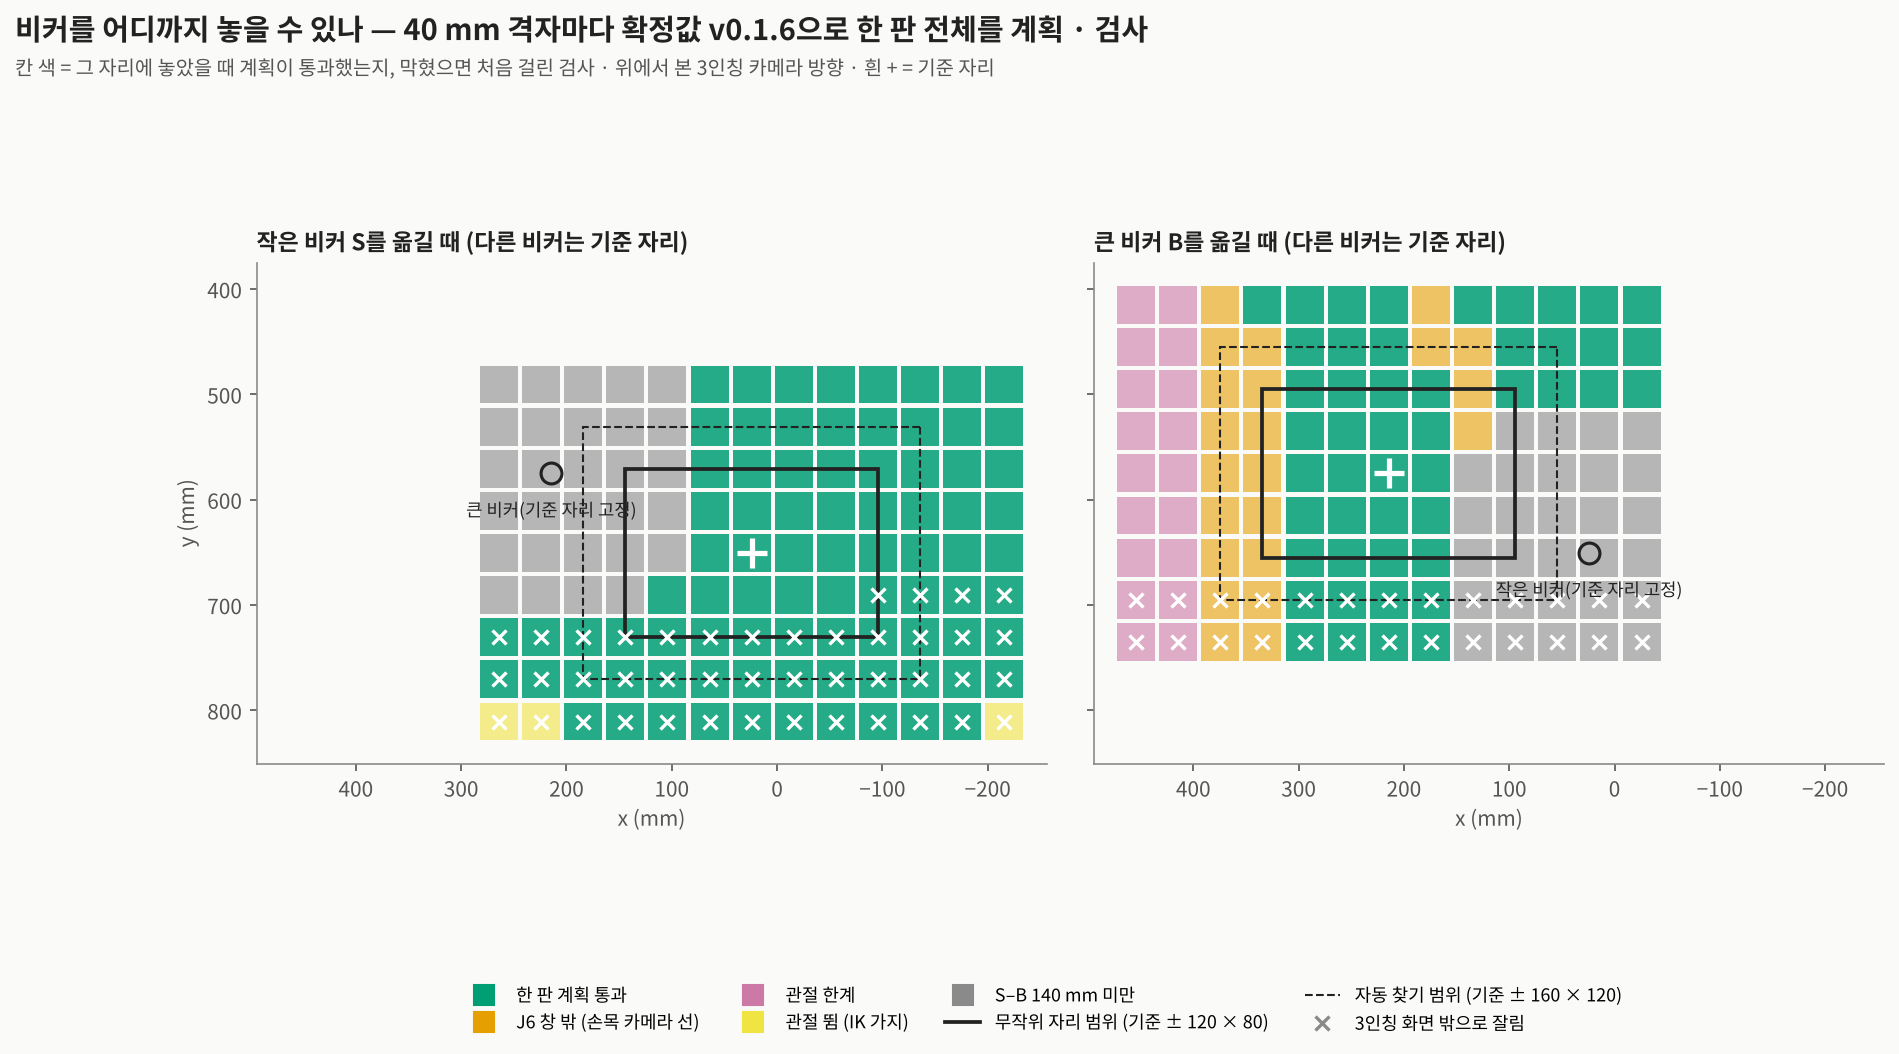 비커를 어디까지 놓을 수 있나 — 40 mm 격자마다 확정값 v0.1.6으로 한 판 전체를 계획 · 검사
칸 색 = 그 자리에 놓았을 때 계획이 통과했는지, 막혔으면 처음 걸린 검사 · 위에서 본 3인칭 카메라 방향 · 흰 + = 기준 자리
작은 비커 S를 옮길 때 (다른 비커는 기준 자리)
400
500
600
700
800
y (mm)
큰 비커(기준 자리 고정)
400 300 200 100 0 −100 −200
x (mm)
큰 비커 B를 옮길 때 (다른 비커는 기준 자리)
작은 비커(기준 자리 고정)
400 300 200 100 0 −100 −200
x (mm)
한 판 계획 통과
J6 창 밖 (손목 카메라 선)
관절 한계
관절 뜀 (IK 가지)
S–B 140 mm 미만
무작위 자리 범위 (기준 ± 120 × 80)
자동 찾기 범위 (기준 ± 160 × 120)
3인칭 화면 밖으로 잘림